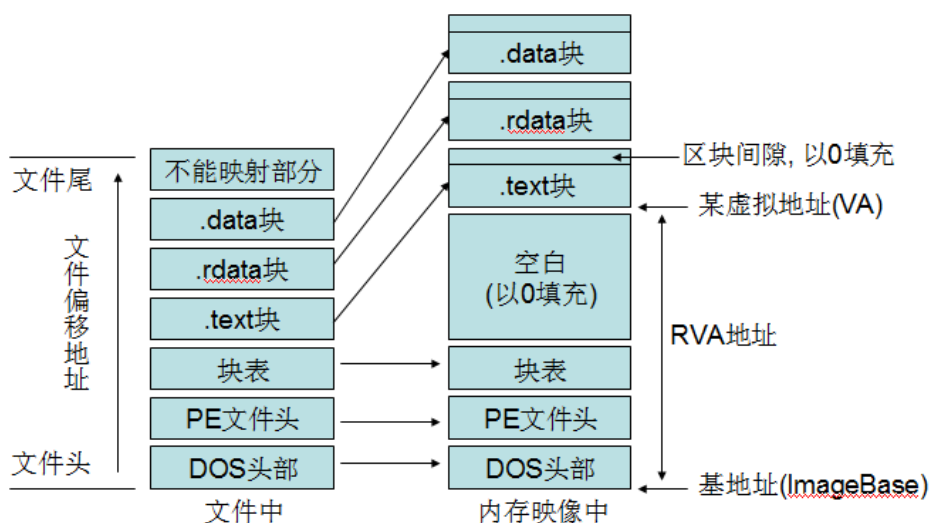 .data块
.rdata块
区块间隙, 以0填充
文件尾
不能映射部分
.text块
某虚拟地址(VA)
.data块
文件偏移地址
.rdata块
空白
(以0填充)
.text块
RVA地址
块表
块表
PE文件头
PE文件头
文件头
DOS头部
DOS头部
基地址(ImageBase)
文件中
内存映像中